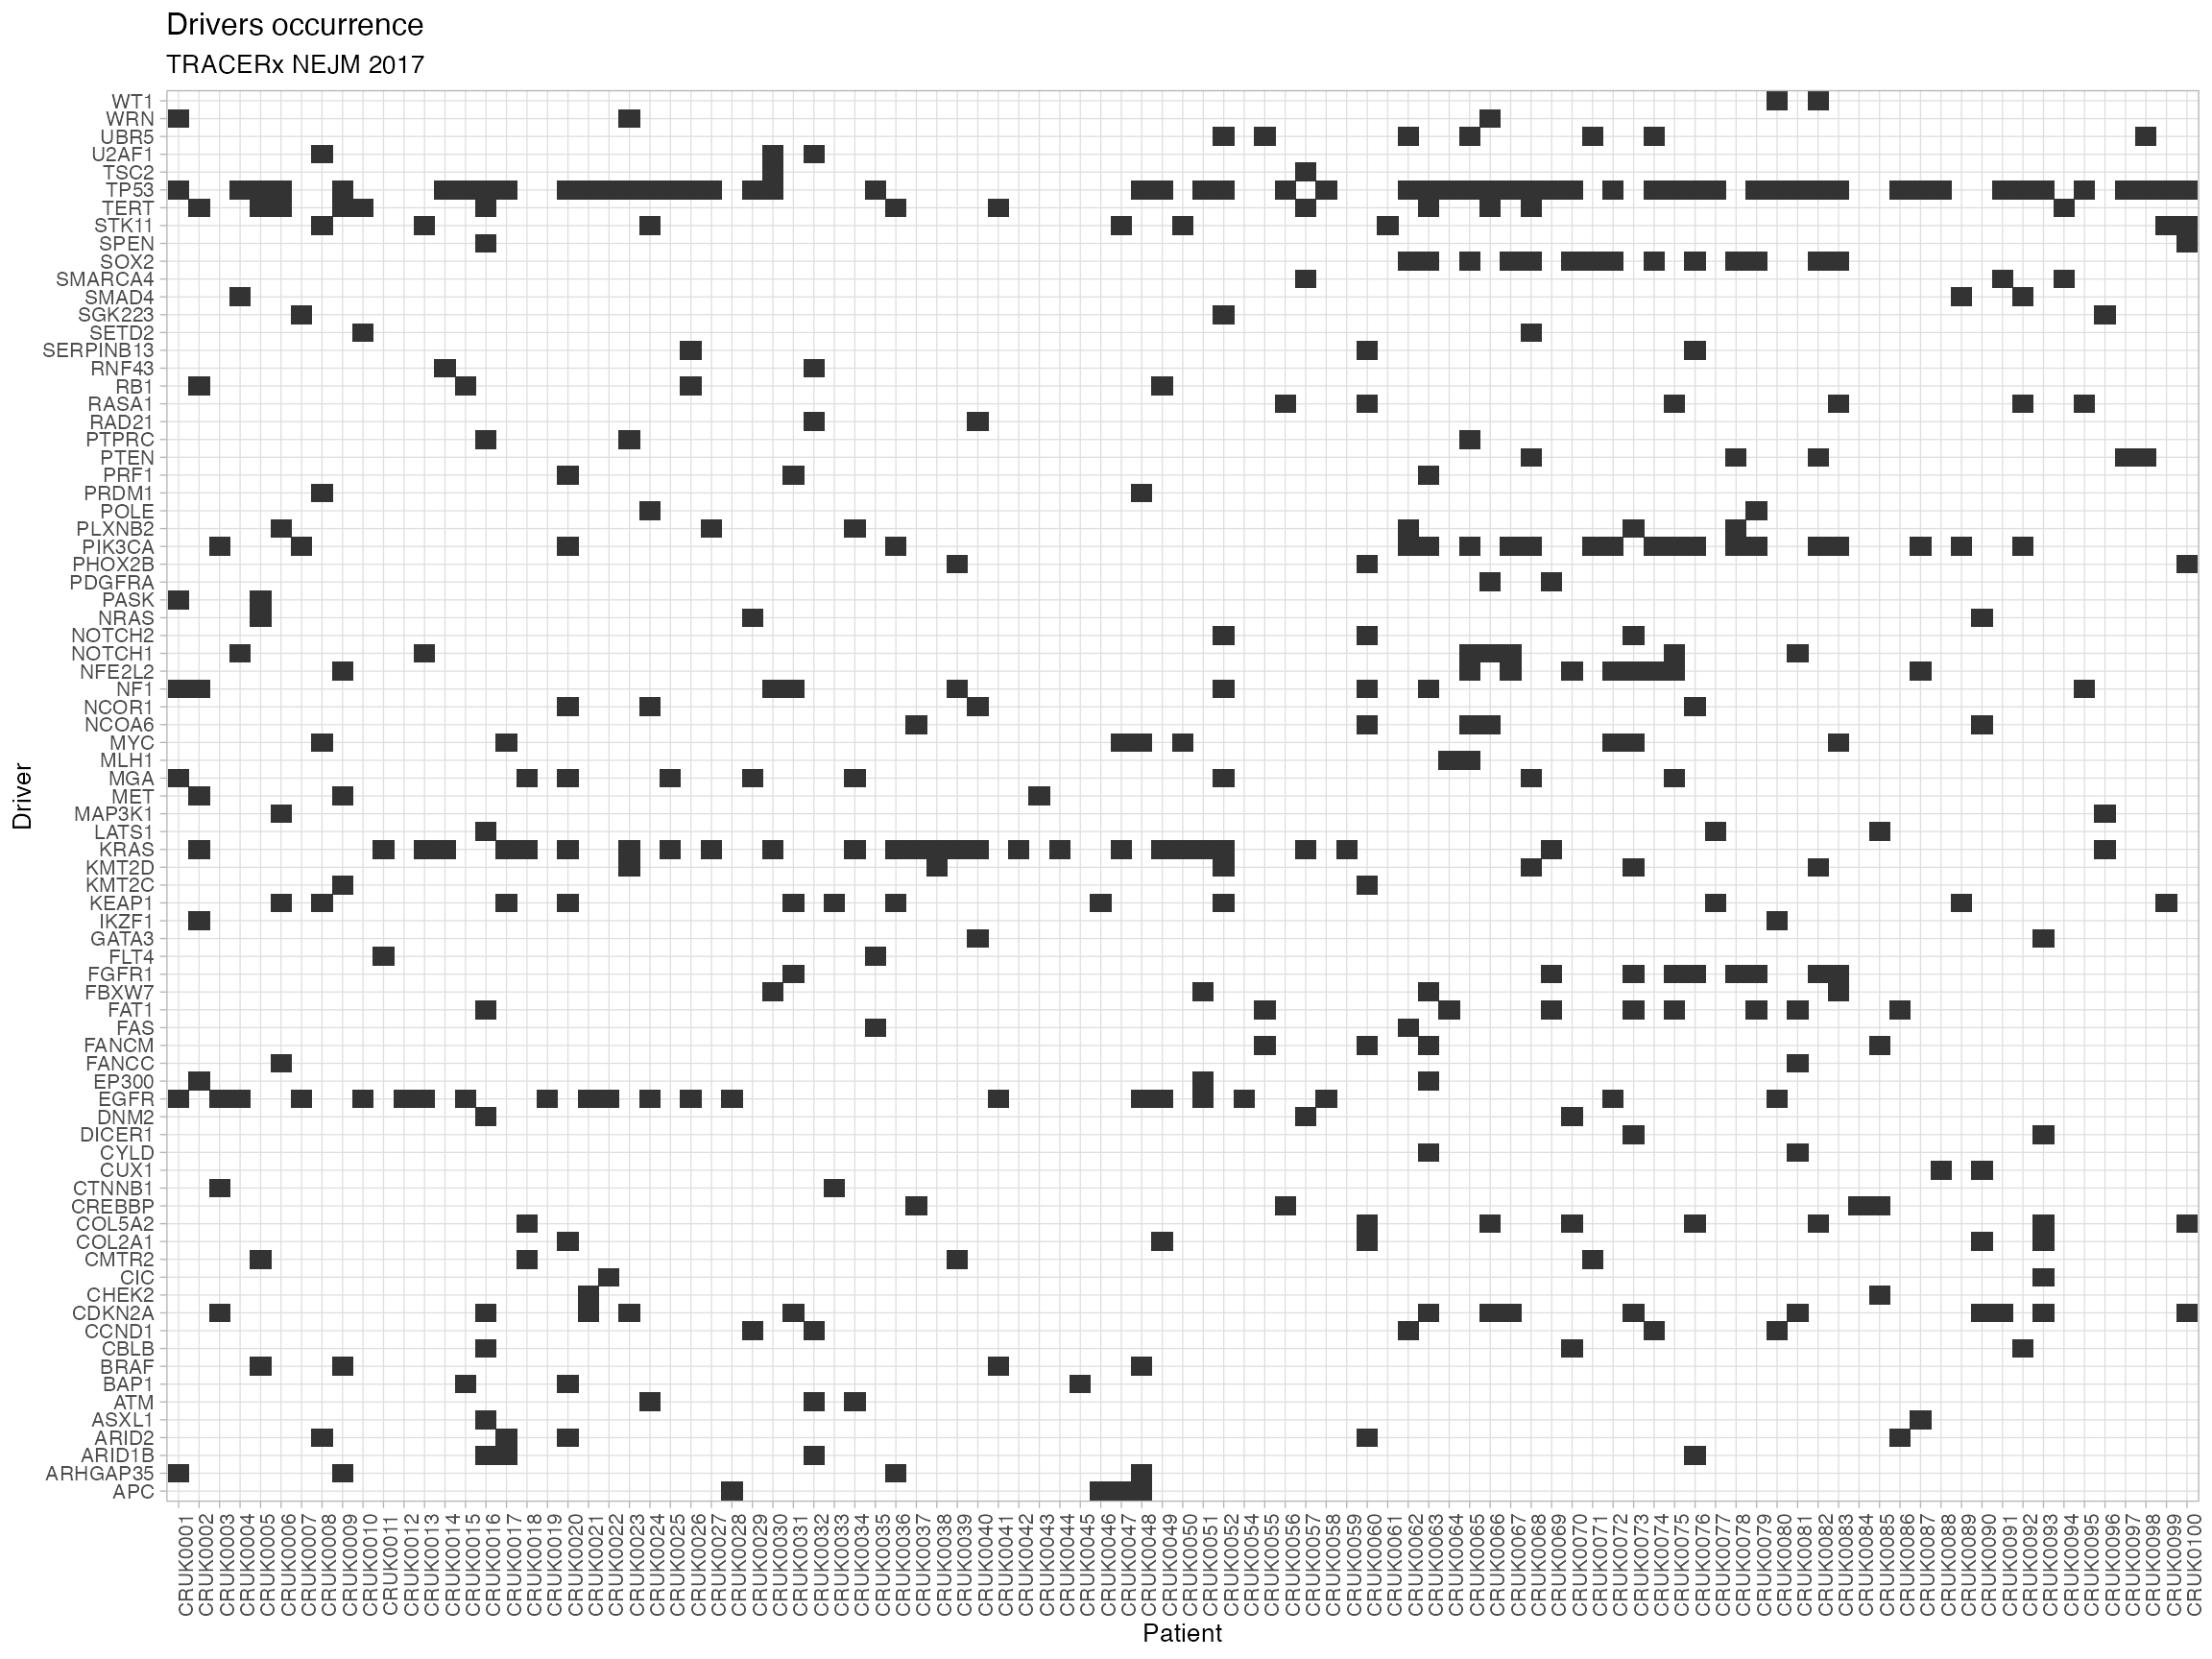 Drivers occurrence
TRACERx NEJM 2017
WT1
WRN
UBR5
U2AF1
TSC2
TP53
TERT
STK11
SPEN
SOX2
SMARCA4
SMAD4
SGK223
SETD2
SERPINB13
RNF43
RB1
RASA1
RAD21
PTPRC
PTEN
PRF1
PRDM1
POLE
PLXNB2
PIK3CA
PHOX2B
PDGFRA
PASK
NRAS
NOTCH2
NOTCH1
NFE2L2
NF1
NCOR1
NCOA6
MYC
MLH1
MGA
MET
MAP3K1
LATS1
KRAS
KMT2D
KMT2C
KEAP1
IKZF1
GATA3
FLT4
FGFR1
FBXW7
FAT1
FAS
FANCM
FANCC
EP300
EGFR
DNM2
DICER1
CYLD
CUX1
CTNNB1
CREBBP
COL5A2
COL2A1
CMTR2
CIC
CHEK2
CDKN2A
CCND1
CBLB
BRAF
BAP1
ATM
ASXL1
ARID2
ARID1B
ARHGAP35
APC
Driver
CRUK0001
CRUK0002
CRUK0003
CRUK0004
CRUK0005
CRUK0006
CRUK0007
CRUK0008
CRUK0009
CRUK0010
CRUK0011
CRUK0012
CRUK0013
CRUK0014
CRUK0015
CRUK0016
CRUK0017
CRUK0018
CRUK0019
CRUK0020
CRUK0021
CRUK0022
CRUK0023
CRUK0024
CRUK0025
CRUK0026
CRUK0027
CRUK0028
CRUK0029
CRUK0030
CRUK0031
CRUK0032
CRUK0033
CRUK0034
CRUK0035
CRUK0036
CRUK0037
CRUK0038
CRUK0039
CRUK0040
CRUK0041
CRUK0042
CRUK0043
CRUK0044
CRUK0045
CRUK0046
CRUK0047
CRUK0048
CRUK0049
CRUK0050
CRUK0051
CRUK0052
CRUK0054
CRUK0055
CRUK0056
CRUK0057
CRUK0058
CRUK0059
CRUK0060
CRUK0061
CRUK0062
CRUK0063
CRUK0064
CRUK0065
CRUK0066
CRUK0067
CRUK0068
CRUK0069
CRUK0070
CRUK0071
CRUK0072
CRUK0073
CRUK0074
CRUK0075
CRUK0076
CRUK0077
CRUK0078
CRUK0079
CRUK0080
CRUK0081
CRUK0082
CRUK0083
CRUK0084
CRUK0085
CRUK0086
CRUK0087
CRUK0088
CRUK0089
CRUK0090
CRUK0091
CRUK0092
CRUK0093
CRUK0094
CRUK0095
CRUK0096
CRUK0097
CRUK0098
CRUK0099
CRUK0100
Patient